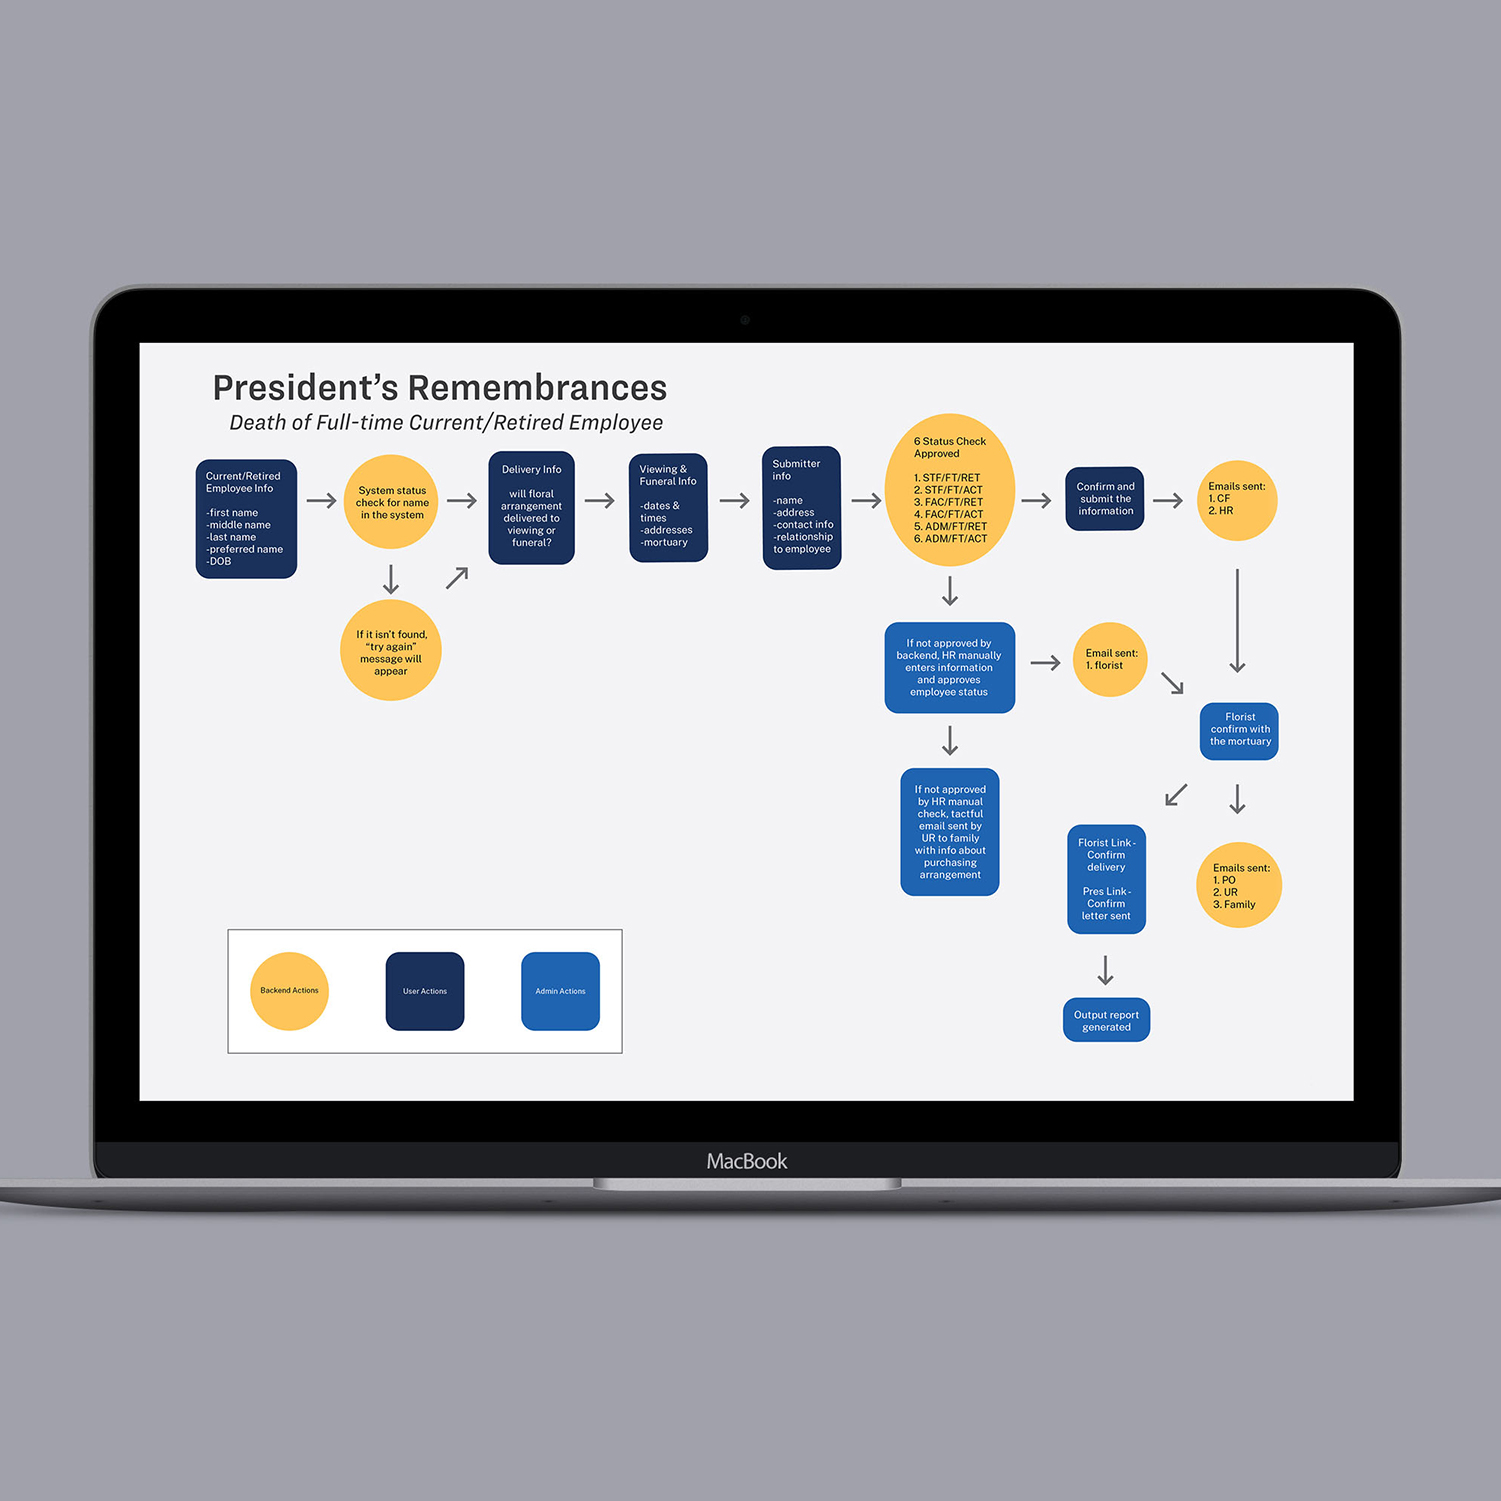 President’s Remembrances
Death of Full-time Current/Retired Employee
Current/Retired
Employee Info
-first name
-middle name
-last name
-preferred name
-DOB
System status
check for name
in the system
If it isn’t found,
“try again”
message will
appear
Delivery Info
will floral
arrangement
delivered to
viewing or
funeral?
Viewing &
Funeral Info
-dates &
times
-addresses
-mortuary
Submitter
info
-name
-address
-contact info
-relationship
to employee
6 Status Check
Approved
1. STF/FT/RET
2. STF/FT/ACT
3. FAC/FT/RET
4. FAC/FT/ACT
5. ADM/FT/RET
6. ADM/FT/ACT
Confirm and
submit the
information
Emails sent:
1. CF
2. HR
If not approved by
backend, HR manually
enters information
and approves
employee status
Email sent:
1. florist
Florist
confirm with
the mortuary
If not approved
by HR manual
check, tactful
email sent by
UR to family
with info about
purchasing
arrangement
Florist Link -
Confirm
delivery
Pres Link -
Confirm
letter sent
Emails sent:
1. PO
2. UR
3. Family
Output report
generated
Backend Actions
User Actions
Admin Actions
MacBook